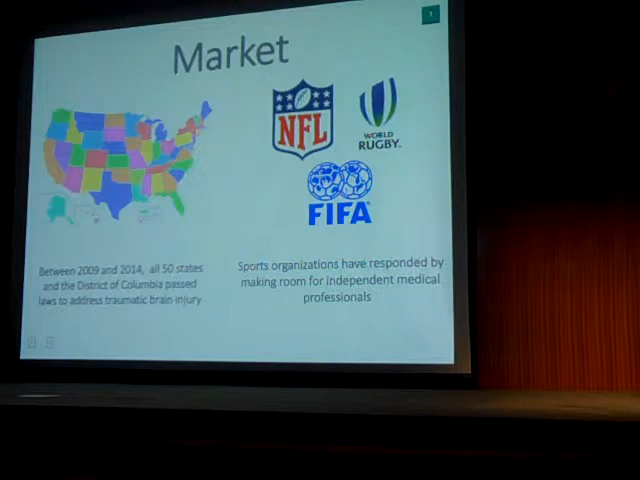 Market
NFL
WORLD
RUGBY.
FIFA
Between 2009 and 2014, all 50 states
and the District of Columbia passed
laws to address traumatic brain injury
Sports organizations have responded by
making room for independent medical
professionals